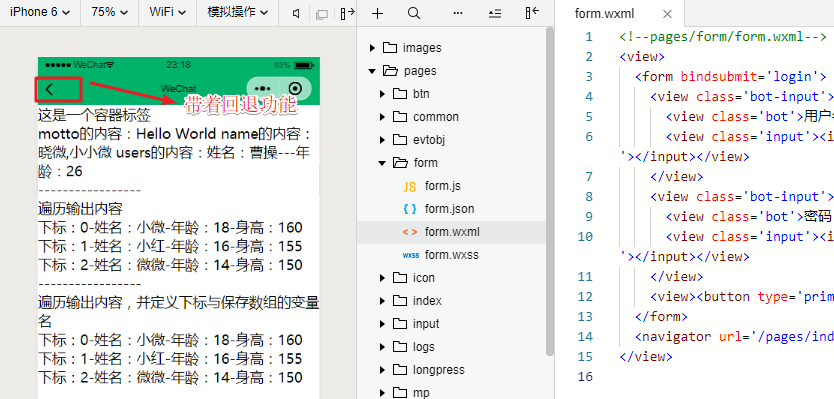 iPhone 6 75% WiFi 模拟操作
WeChat 23:18 93%
WeChat
带着回退功能
这是一个容器标签
motto的内容：Hello World name的内容：
晓微,小小微 users的内容：姓名：曹操---年
龄：26
-----------------
遍历输出内容
下标：0-姓名：小微-年龄：18-身高：160
下标：1-姓名：小红-年龄：16-身高：155
下标：2-姓名：微微-年龄：14-身高：150
-----------------
遍历输出内容，并定义下标与保存数组的变量
名
下标：0-姓名：小微-年龄：18-身高：160
下标：1-姓名：小红-年龄：16-身高：155
下标：2-姓名：微微-年龄：14-身高：150
images
pages
btn
common
evtobj
form
JS form.js
{ } form.json
< > form.wxml
wxss form.wxss
icon
index
input
logs
longpress
mp
form.wxml
1 <!--pages/form/form.wxml-->
2 <view>
3 <form bindsubmit='login'>
4 <view class='bot-input'>
5 <view class='bot'>用户
6 <view class='input'><i
'></input></view>
7 </view>
8 <view class='bot-input'>
9 <view class='bot'>密码
10 <view class='input'><i
'></input></view>
11 </view>
12 <view><button type='prim
13 </form>
14 <navigator url='/pages/ind
15 </view>
16